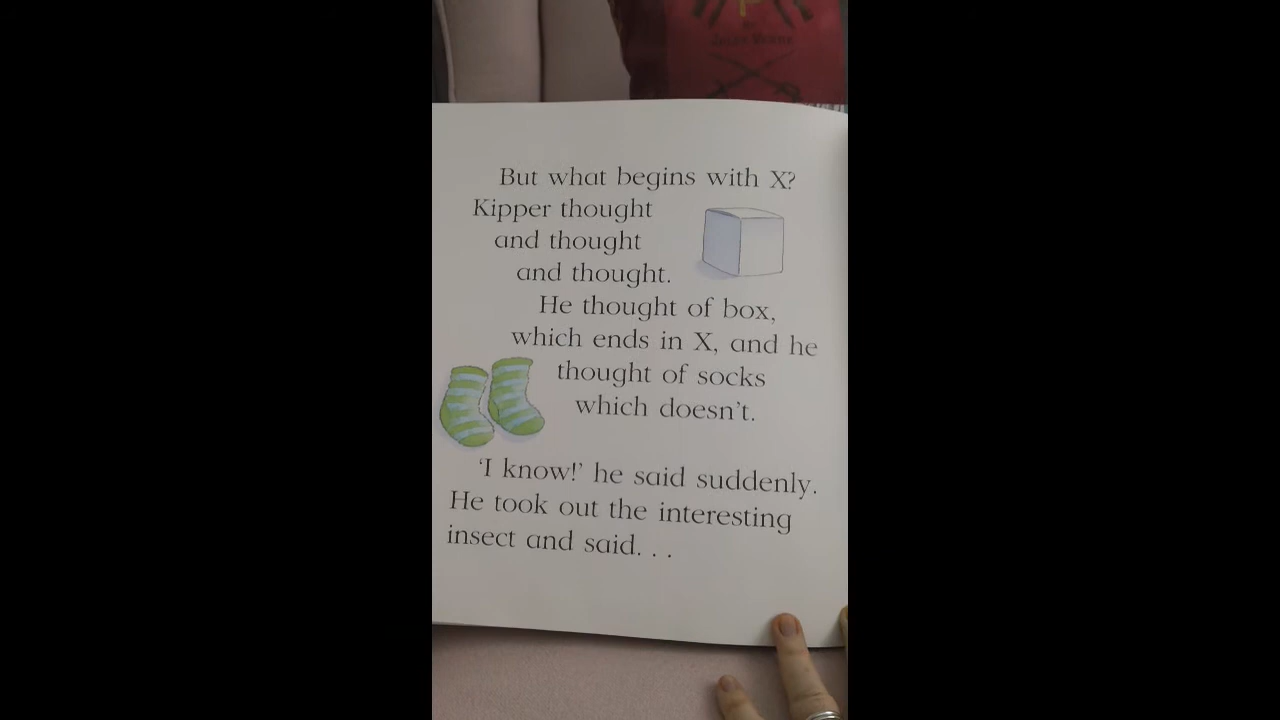 But what begins with X?
Kipper thought
and thought
and thought.
He thought of box,
which ends in X, and he
thought of socks
which doesn't.
'I know!' he said suddenly.
He took out the interesting
insect and said. . .